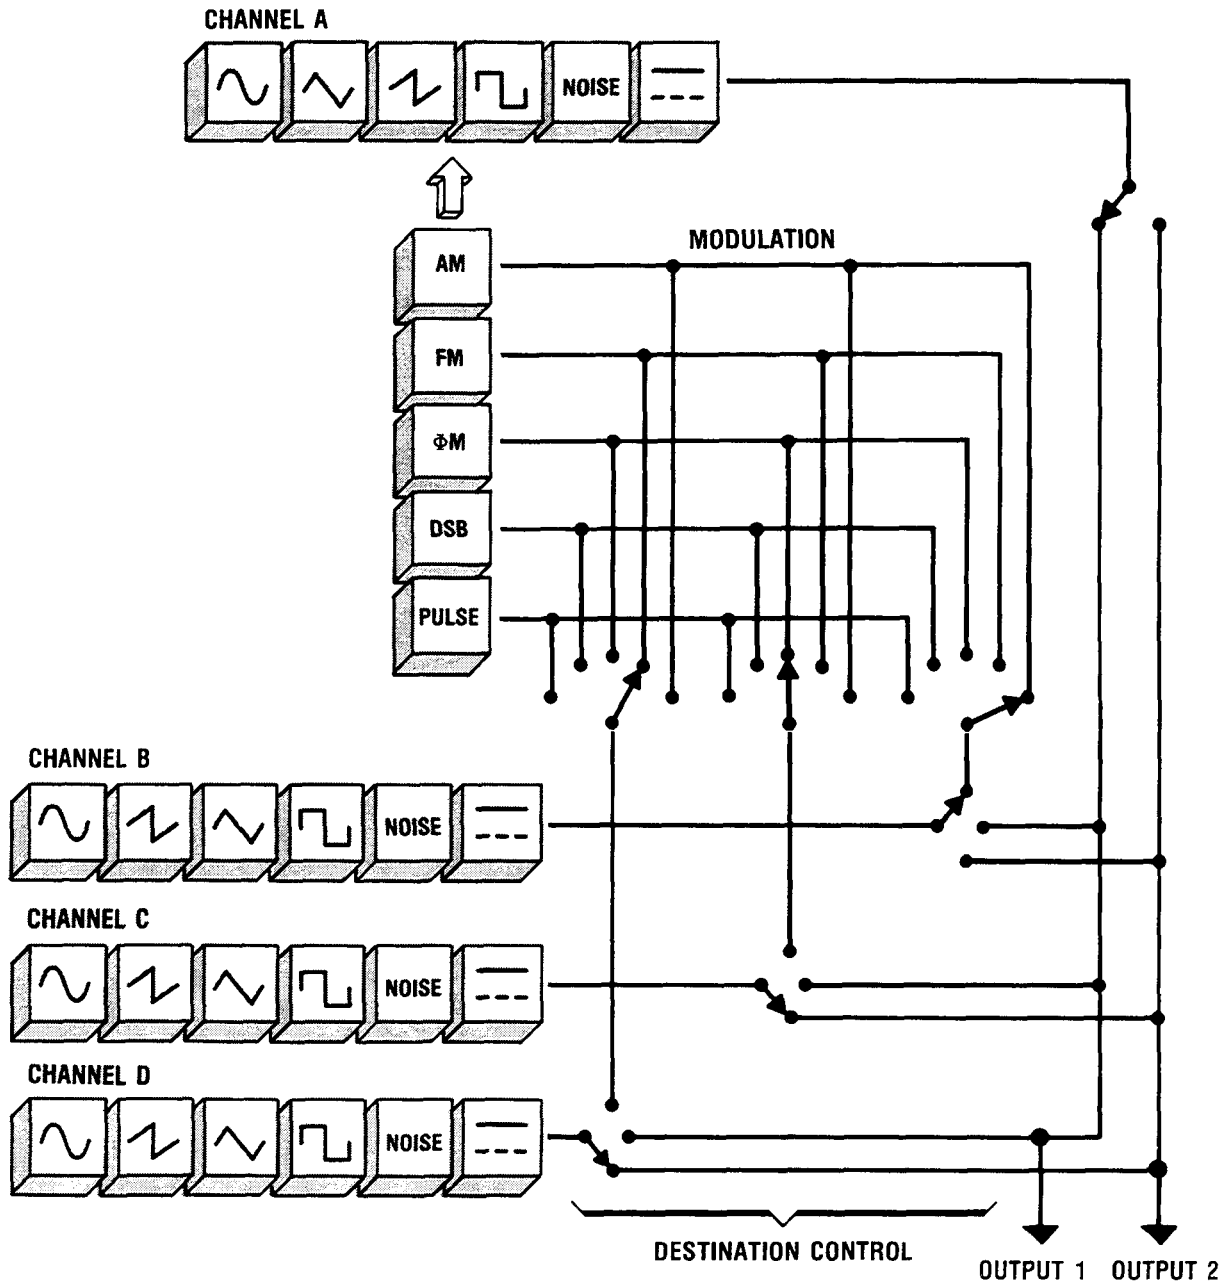 CHANNEL A
NOISE
MODULATION
AM
FM
ΦM
DSB
PULSE
CHANNEL B
NOISE
CHANNEL C
NOISE
CHANNEL D
NOISE
DESTINATION CONTROL
OUTPUT 1
OUTPUT 2